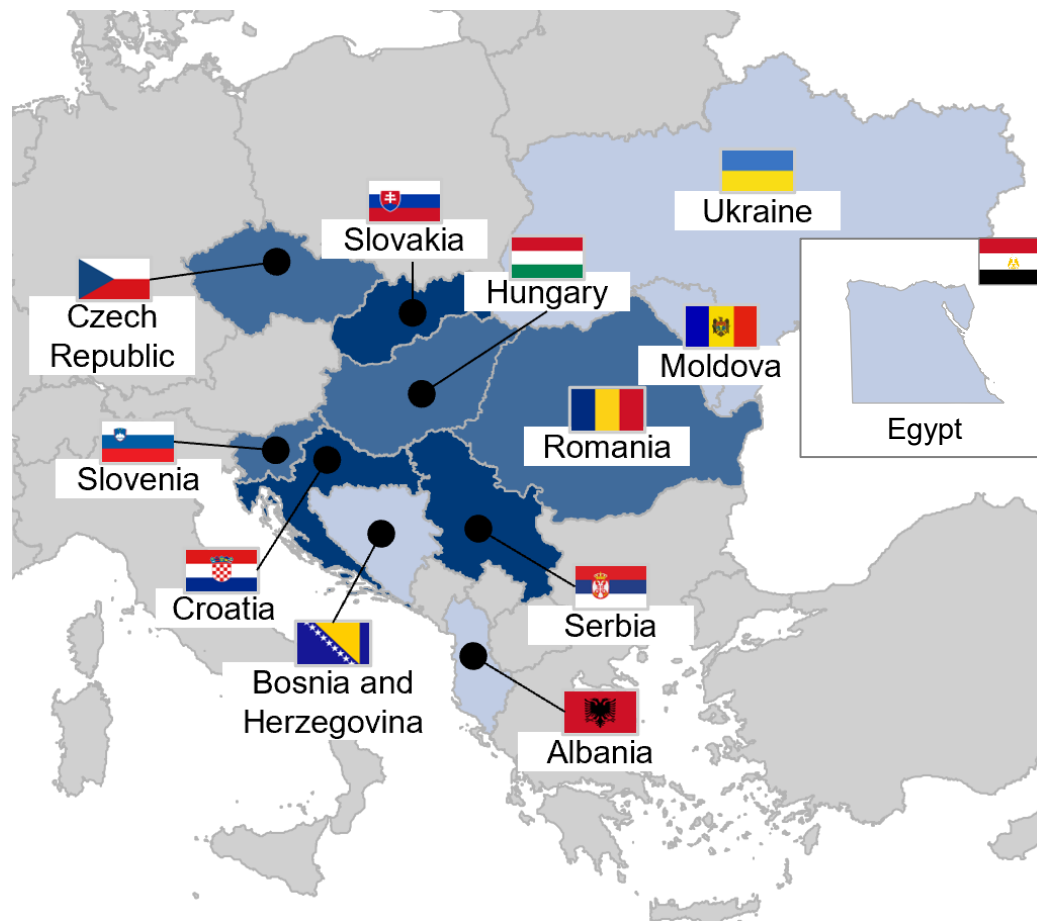 Ukraine
Slovakia
Hungary
Czech
Republic
Moldova
Egypt
Romania
Slovenia
Croatia
Serbia
Bosnia and
Herzegovina
Albania